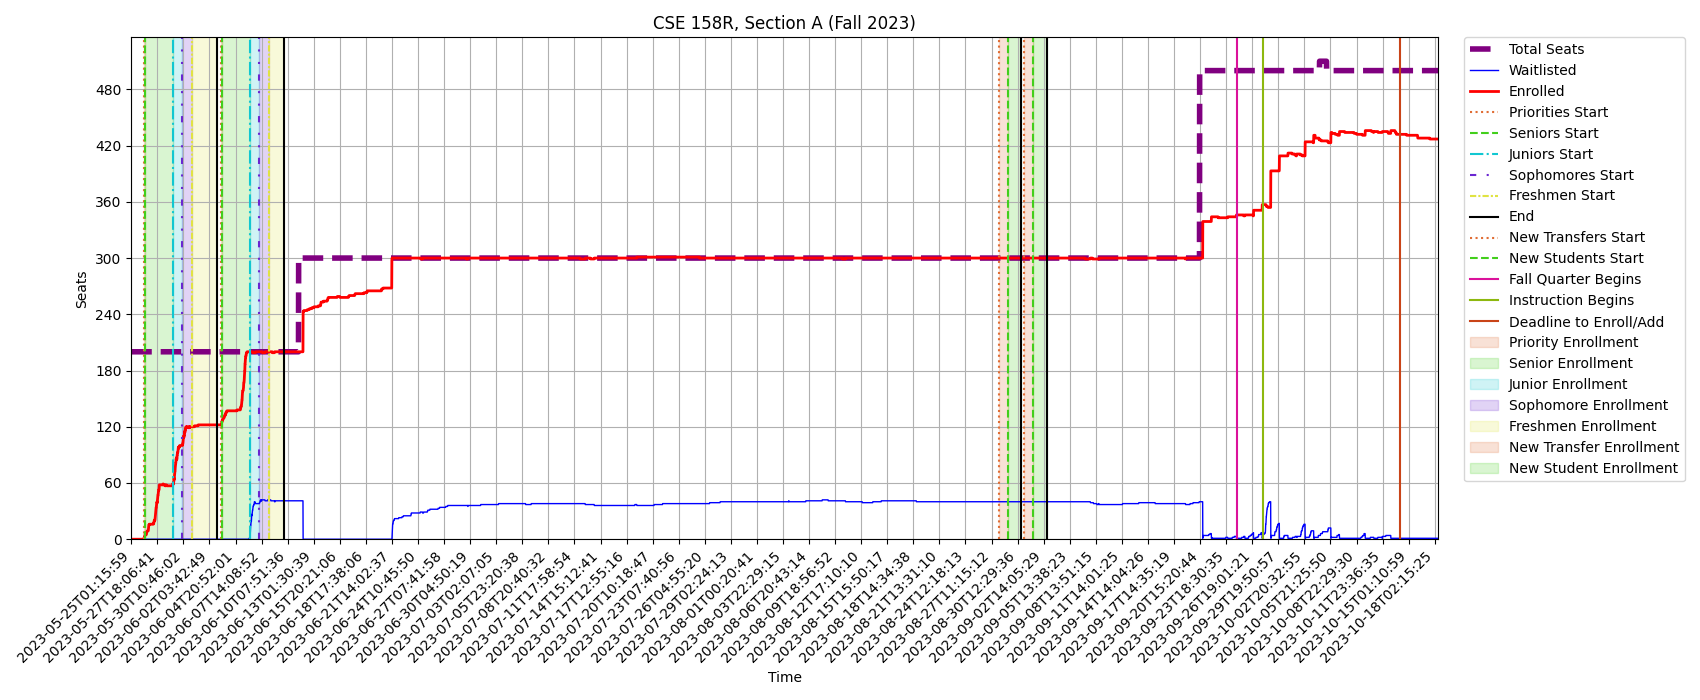 CSE 158R, Section A (Fall 2023)
Seats
480
420
360
300
240
180
120
60
0
2023-05-25T01:15:59
2023-05-27T18:06:41
2023-05-30T10:46:02
2023-06-02T03:42:49
2023-06-04T20:52:01
2023-06-07T14:08:52
2023-06-10T07:51:36
2023-06-13T01:30:39
2023-06-15T20:21:06
2023-06-18T17:38:06
2023-06-21T14:02:37
2023-06-24T10:45:50
2023-06-27T07:41:58
2023-06-30T04:50:19
2023-07-03T02:07:05
2023-07-05T23:20:38
2023-07-08T20:40:32
2023-07-11T17:58:54
2023-07-14T15:12:41
2023-07-17T12:55:16
2023-07-20T10:18:47
2023-07-23T07:40:56
2023-07-26T04:55:20
2023-07-29T02:24:13
2023-08-01T00:20:41
2023-08-03T22:29:15
2023-08-06T20:43:14
2023-08-09T18:56:52
2023-08-12T17:10:10
2023-08-15T15:50:17
2023-08-18T14:34:38
2023-08-21T13:31:10
2023-08-24T12:18:13
2023-08-27T11:15:12
2023-08-30T12:29:36
2023-09-02T14:05:29
2023-09-05T13:38:23
2023-09-08T13:51:15
2023-09-11T14:01:25
2023-09-14T14:04:26
2023-09-17T14:35:19
2023-09-20T15:20:44
2023-09-23T18:30:35
2023-09-26T19:01:21
2023-09-29T19:50:57
2023-10-02T20:32:55
2023-10-05T21:25:50
2023-10-08T22:29:30
2023-10-11T23:36:35
2023-10-15T01:10:59
2023-10-18T02:15:25
Time
Total Seats
Waitlisted
Enrolled
Priorities Start
Seniors Start
Juniors Start
Sophomores Start
Freshmen Start
End
New Transfers Start
New Students Start
Fall Quarter Begins
Instruction Begins
Deadline to Enroll/Add
Priority Enrollment
Senior Enrollment
Junior Enrollment
Sophomore Enrollment
Freshmen Enrollment
New Transfer Enrollment
New Student Enrollment